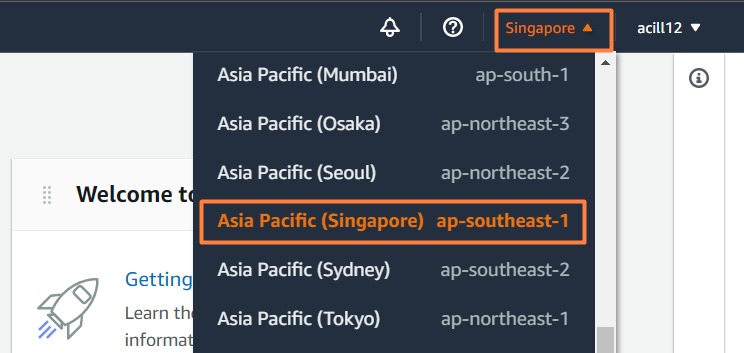 Singapore ▲ acill12 ▼
Asia Pacific (Mumbai) ap-south-1
Asia Pacific (Osaka) ap-northeast-3
Asia Pacific (Seoul) ap-northeast-2
Welcome to
Asia Pacific (Singapore) ap-southeast-1
Asia Pacific (Sydney) ap-southeast-2
Getting
Learn the
Asia Pacific (Tokyo) ap-northeast-1
informat